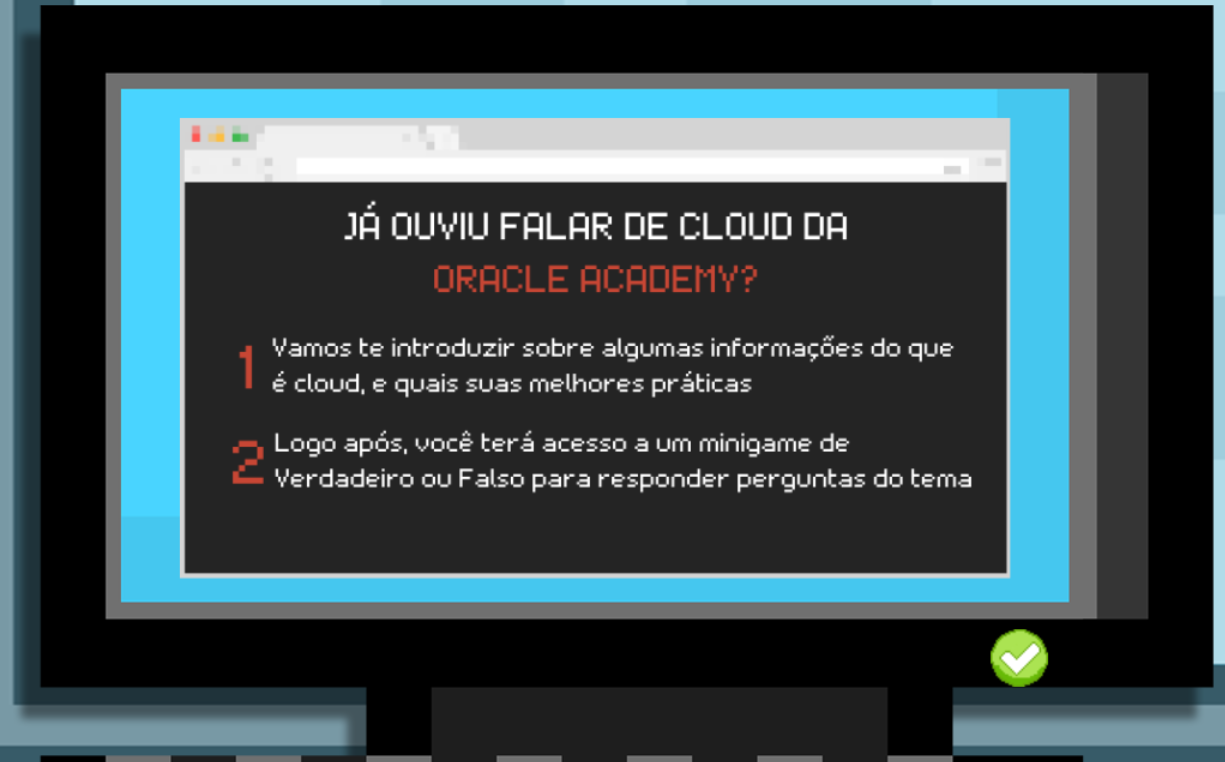 JÁ OUVIU FALAR DE CLOUD DA
ORACLE ACADEMY?
1 Vamos te introduzir sobre algumas informações do que
é cloud, e quais suas melhores práticas
2 Logo após, você terá acesso a um minigame de
Verdadeiro ou Falso para responder perguntas do tema